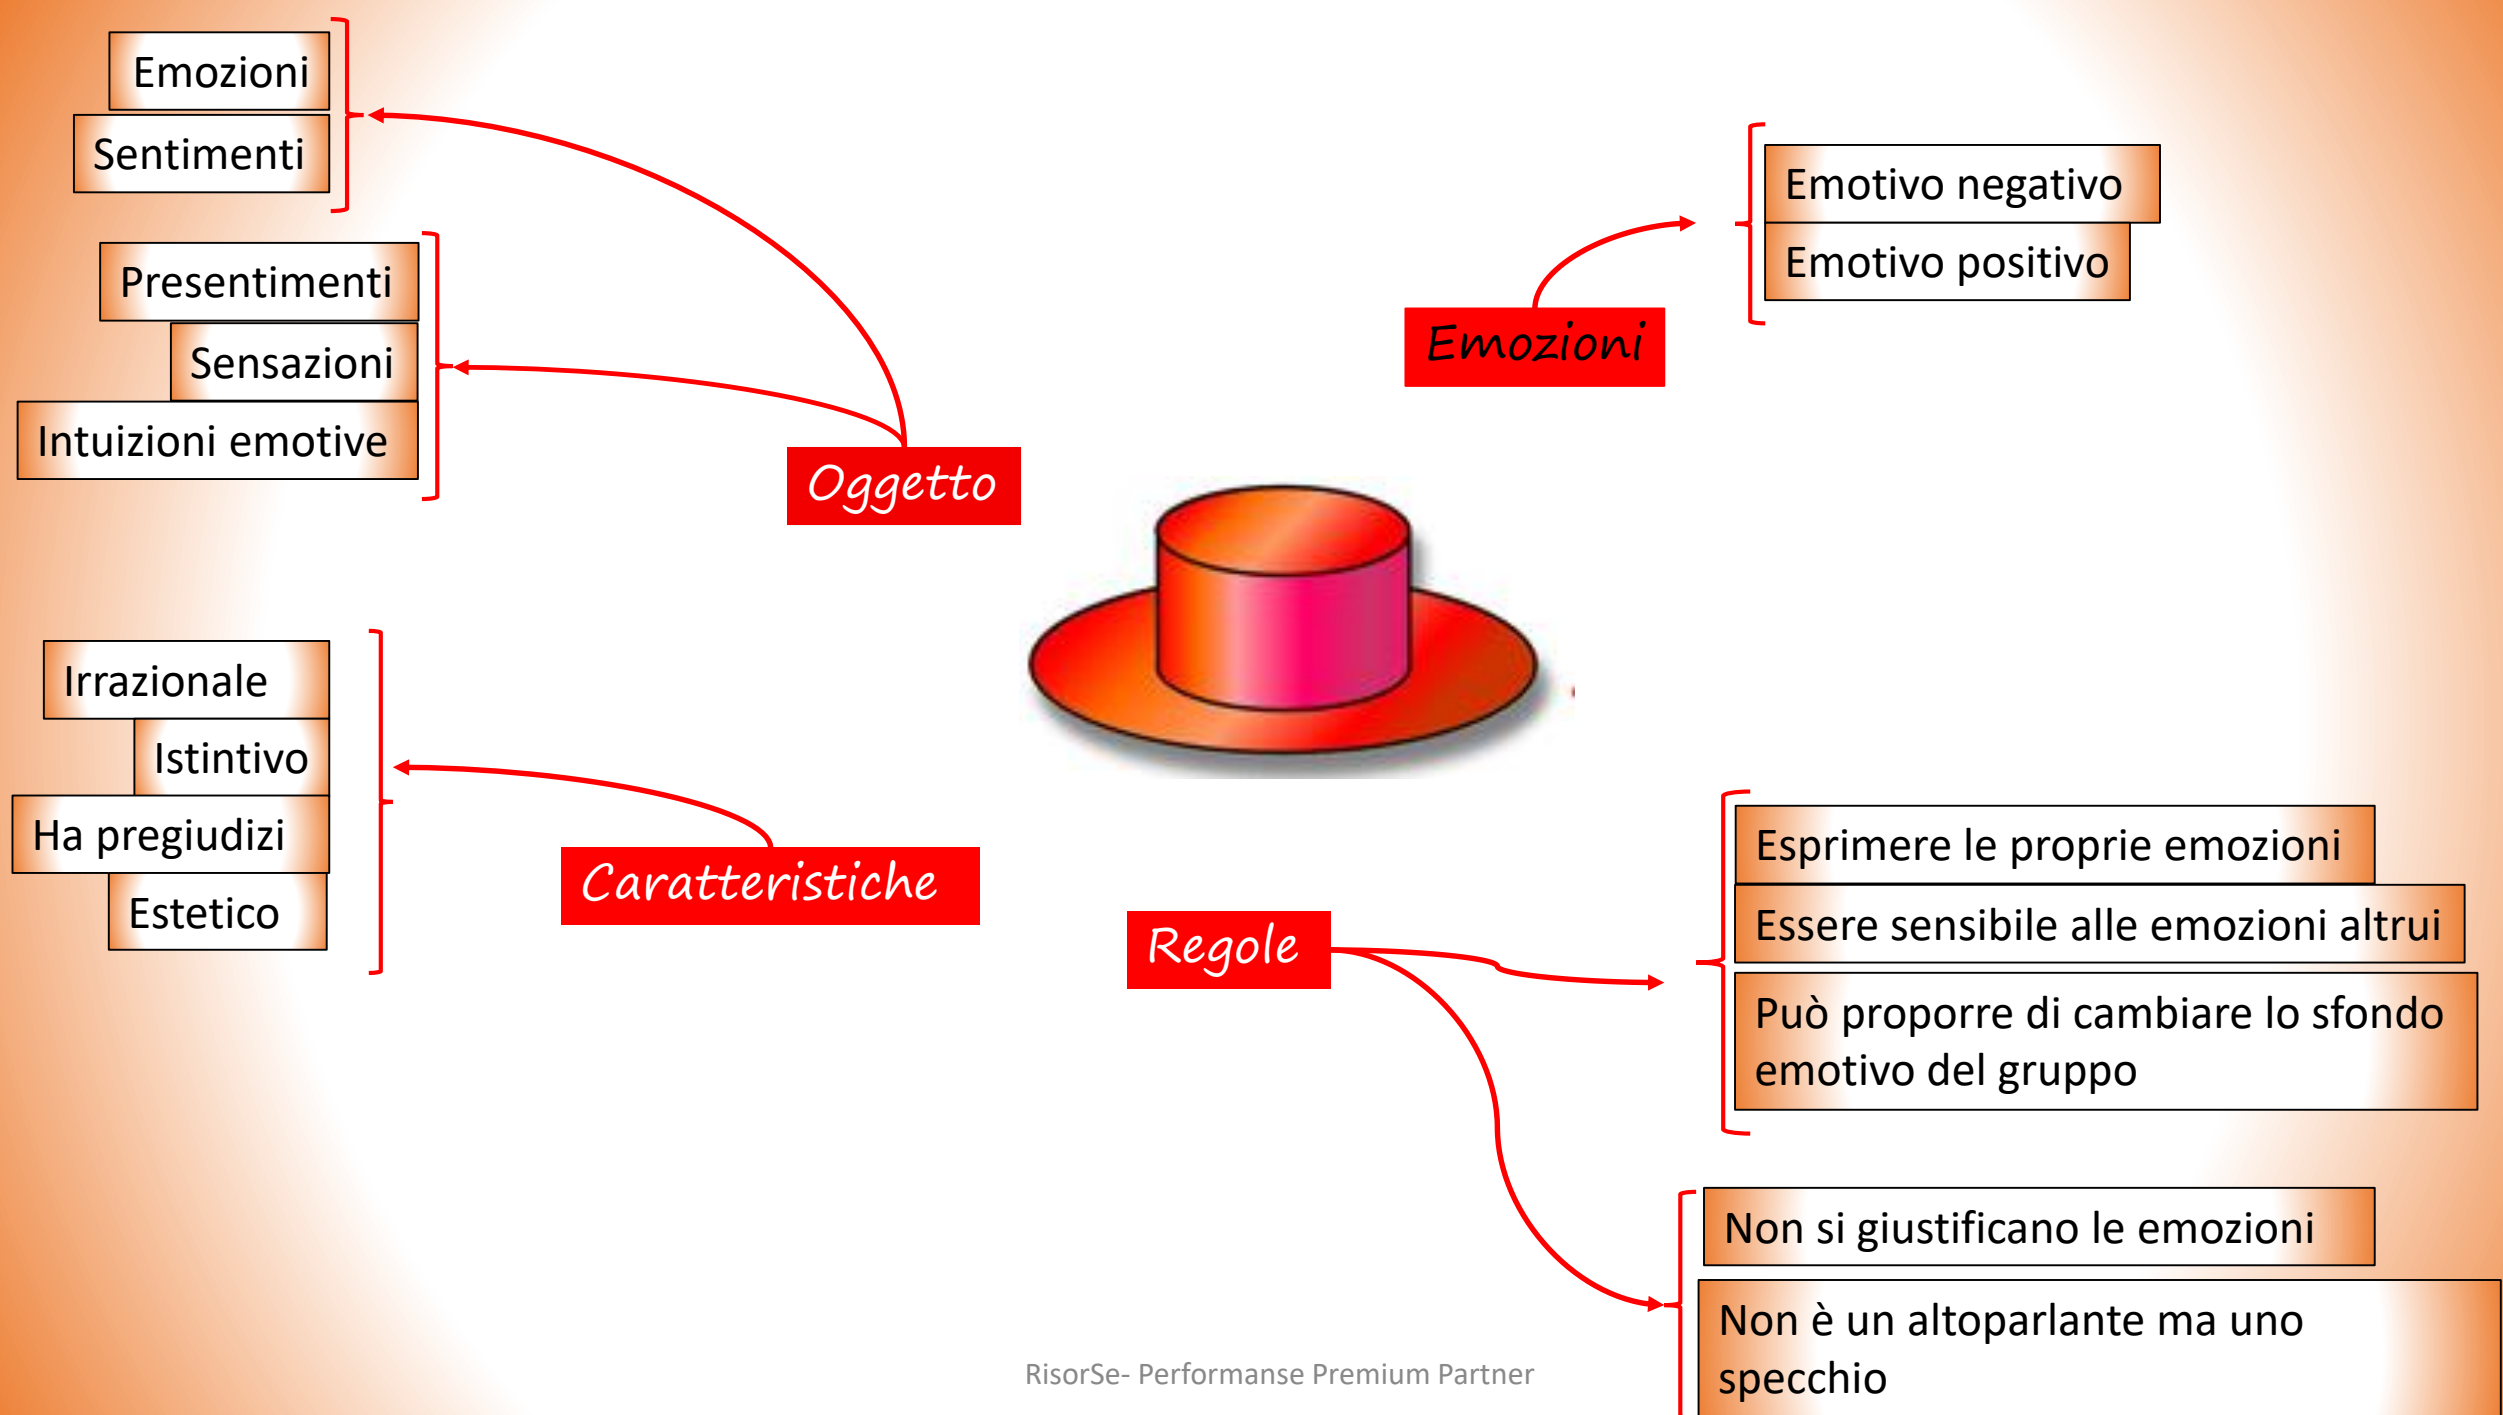 Emozioni
Sentimenti
Presentimenti
Sensazioni
Intuizioni emotive
Oggetto
Emotivo negativo
Emotivo positivo
Emozioni
Irrazionale
Istintivo
Ha pregiudizi
Estetico
Caratteristiche
Regole
Esprimere le proprie emozioni
Essere sensibile alle emozioni altrui
Può proporre di cambiare lo sfondo
emotivo del gruppo
Non si giustificano le emozioni
Non è un altoparlante ma uno
specchio
RisorSe- Performanse Premium Partner